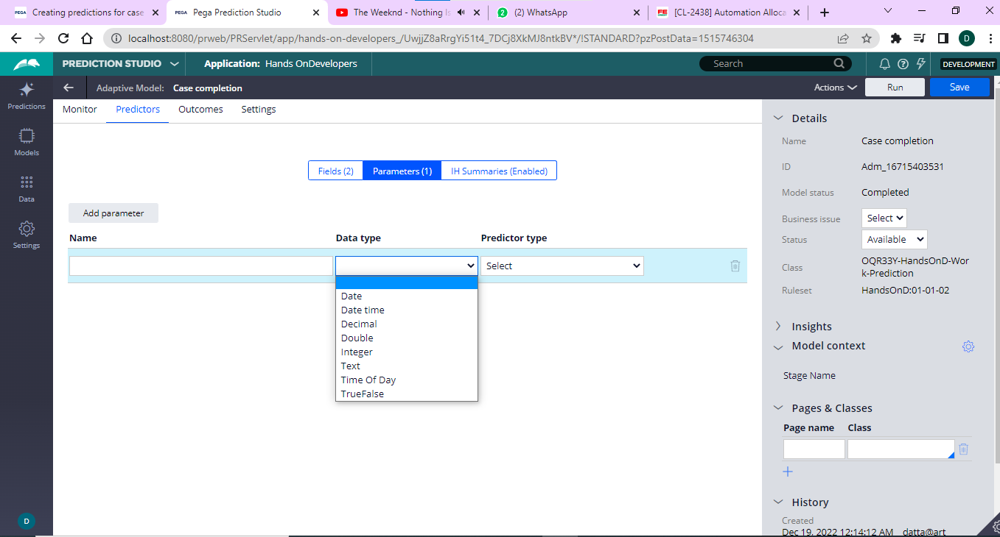 PEGA Creating predictions for case
PEGA Pega Prediction Studio
The Weeknd - Nothing Is
2 (2) WhatsApp
FE [CL-2438] Automation Alloca
localhost:8080/prweb/PRServlet/app/hands-on-developers_/UwjjZ8aRrgYi51t4_7DCj8XkMJ8ntkBV*/!STANDARD?pzPostData=1515746304
D
PREDICTION STUDIO
Application: Hands OnDevelopers
Search
DEVELOPMENT
Adaptive Model: Case completion
Actions
Run
Save
Predictions
Models
Data
Settings
D
Monitor
Predictors
Outcomes
Settings
Fields (2)
Parameters (1)
IH Summaries (Enabled)
Add parameter
Name Data type Predictor type
Select
Date
Date time
Decimal
Double
Integer
Text
Time Of Day
TrueFalse
Details
Name Case completion
ID Adm_16715403531
Model status Completed
Business issue Select
Status Available
Class OQR33Y-HandsOnD-Wor
k-Prediction
Ruleset HandsOnD:01-01-02
Insights
Model context
Stage Name
Pages & Classes
Page name Class
History
Created
Dec 19, 2022 12:14:12 AM datta@art